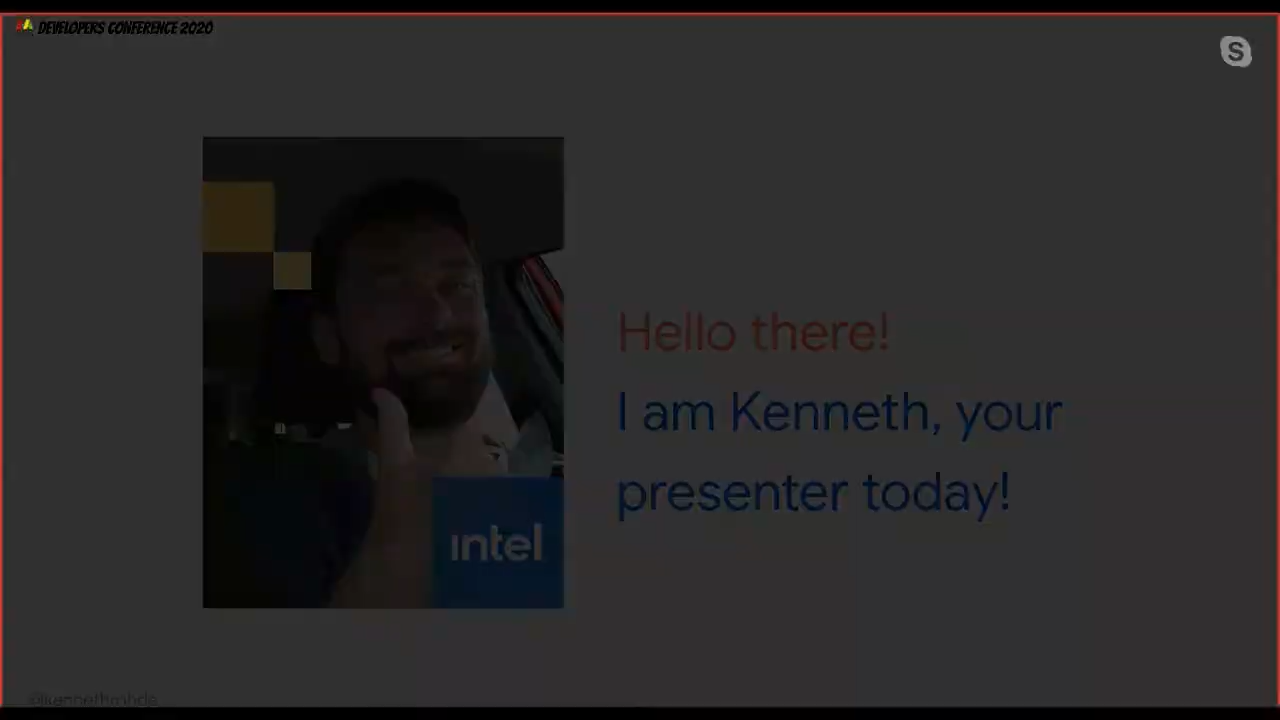 DEVELOPERS CONFERENCE 2020
S
Hello there!
I am Kenneth, your
presenter today!
intel